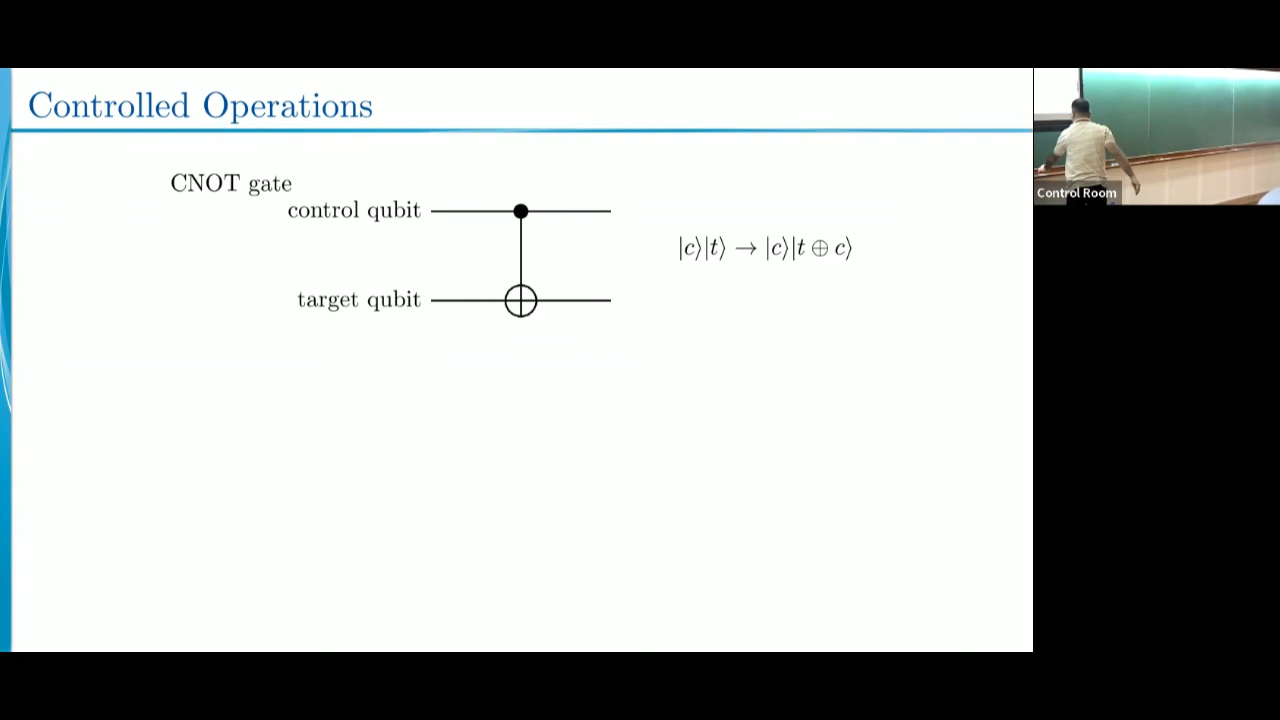 Controlled Operations
CNOT gate
control qubit
|c⟩|t⟩ → |c⟩|t ⊕ c⟩
target qubit
Control Room